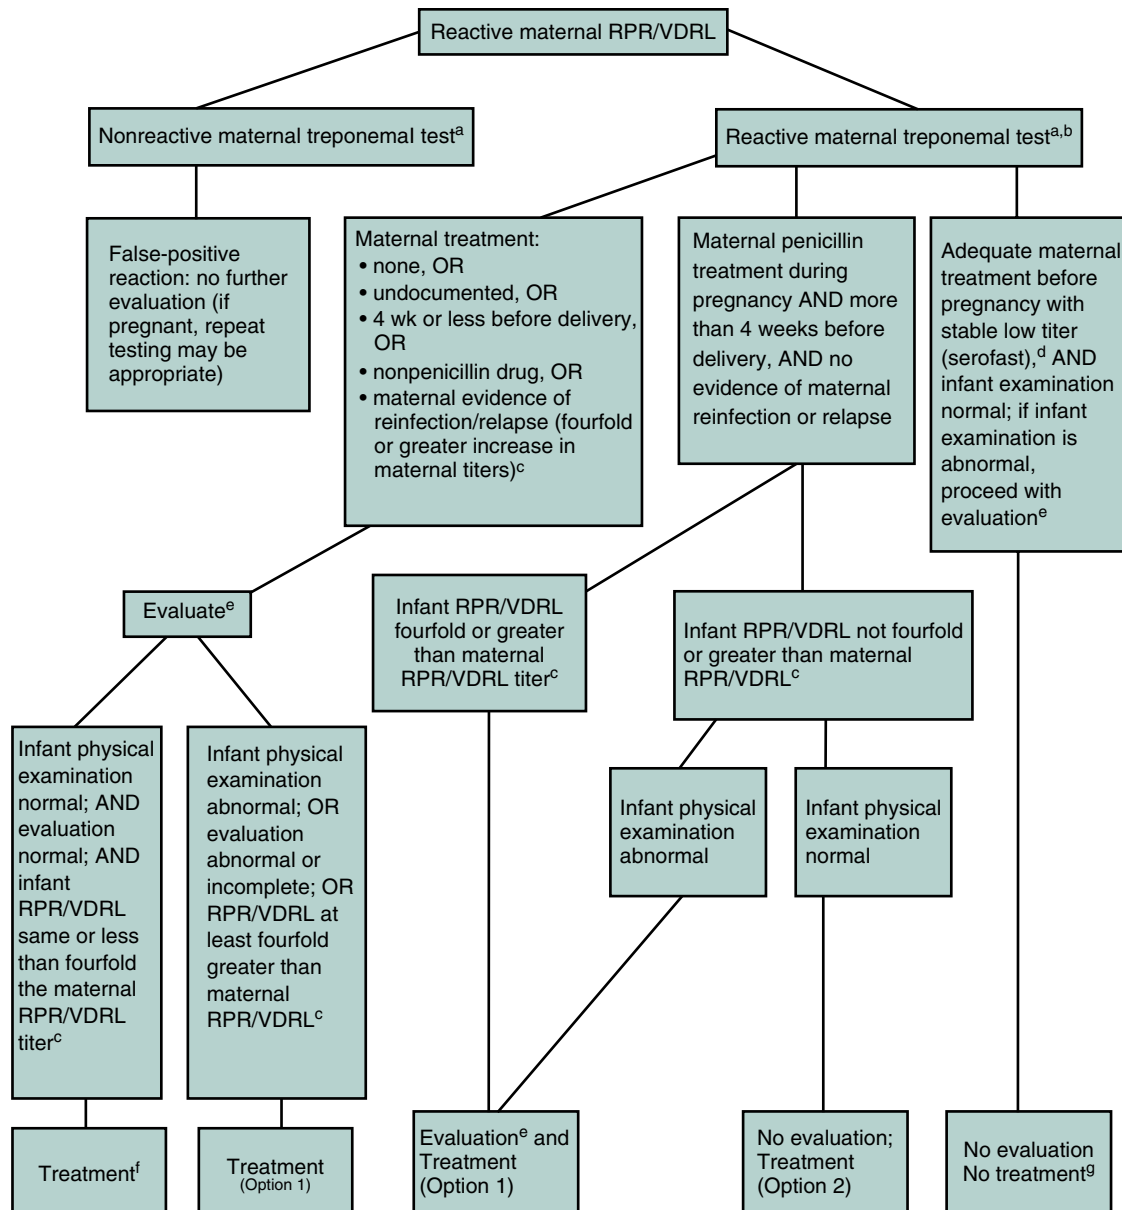 Reactive maternal RPR/VDRL
Nonreactive maternal treponemal testᵃ
Reactive maternal treponemal testᵃ,ᵇ
False-positive
reaction: no further
evaluation (if
pregnant, repeat
testing may be
appropriate)
Maternal treatment:
• none, OR
• undocumented, OR
• 4 wk or less before delivery,
OR
• nonpenicillin drug, OR
• maternal evidence of
reinfection/relapse (fourfold
or greater increase in
maternal titers)ᶜ
Maternal penicillin
treatment during
pregnancy AND more
than 4 weeks before
delivery, AND no
evidence of maternal
reinfection or relapse
Adequate maternal
treatment before
pregnancy with
stable low titer
(serofast),ᵈ AND
infant examination
normal; if infant
examination is
abnormal,
proceed with
evaluationᵉ
Evaluateᵉ
Infant RPR/VDRL
fourfold or greater
than maternal
RPR/VDRL titerᶜ
Infant RPR/VDRL not fourfold
or greater than maternal
RPR/VDRLᶜ
Infant physical
examination
normal; AND
evaluation
normal; AND
infant
RPR/VDRL
same or less
than fourfold
the maternal
RPR/VDRL
titerᶜ
Infant physical
examination
abnormal; OR
evaluation
abnormal or
incomplete; OR
RPR/VDRL at
least fourfold
greater than
maternal
RPR/VDRLᶜ
Infant physical
examination
abnormal
Infant physical
examination
normal
Treatmentᶠ
Treatment
(Option 1)
Evaluationᵉ and
Treatment
(Option 1)
No evaluation;
Treatment
(Option 2)
No evaluation
No treatmentᵍ